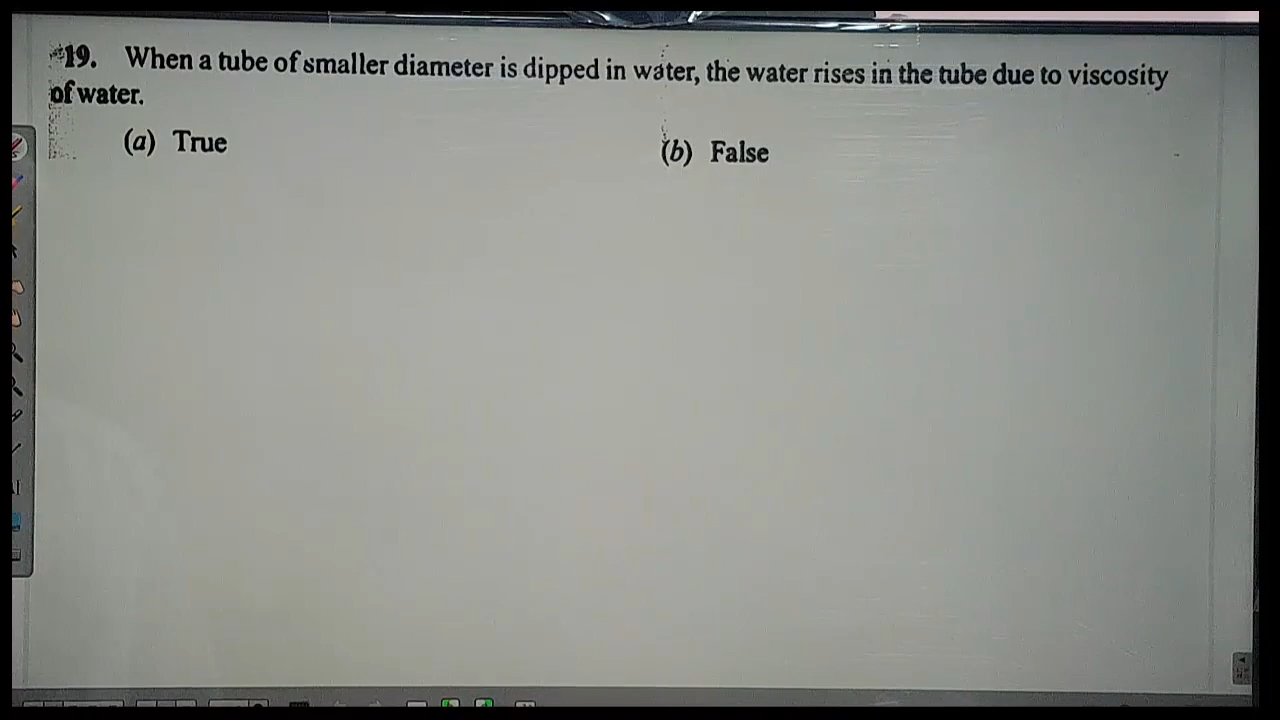 19. When a tube of smaller diameter is dipped in water, the water rises in the tube due to viscosity
of water.
(a) True
(b) False